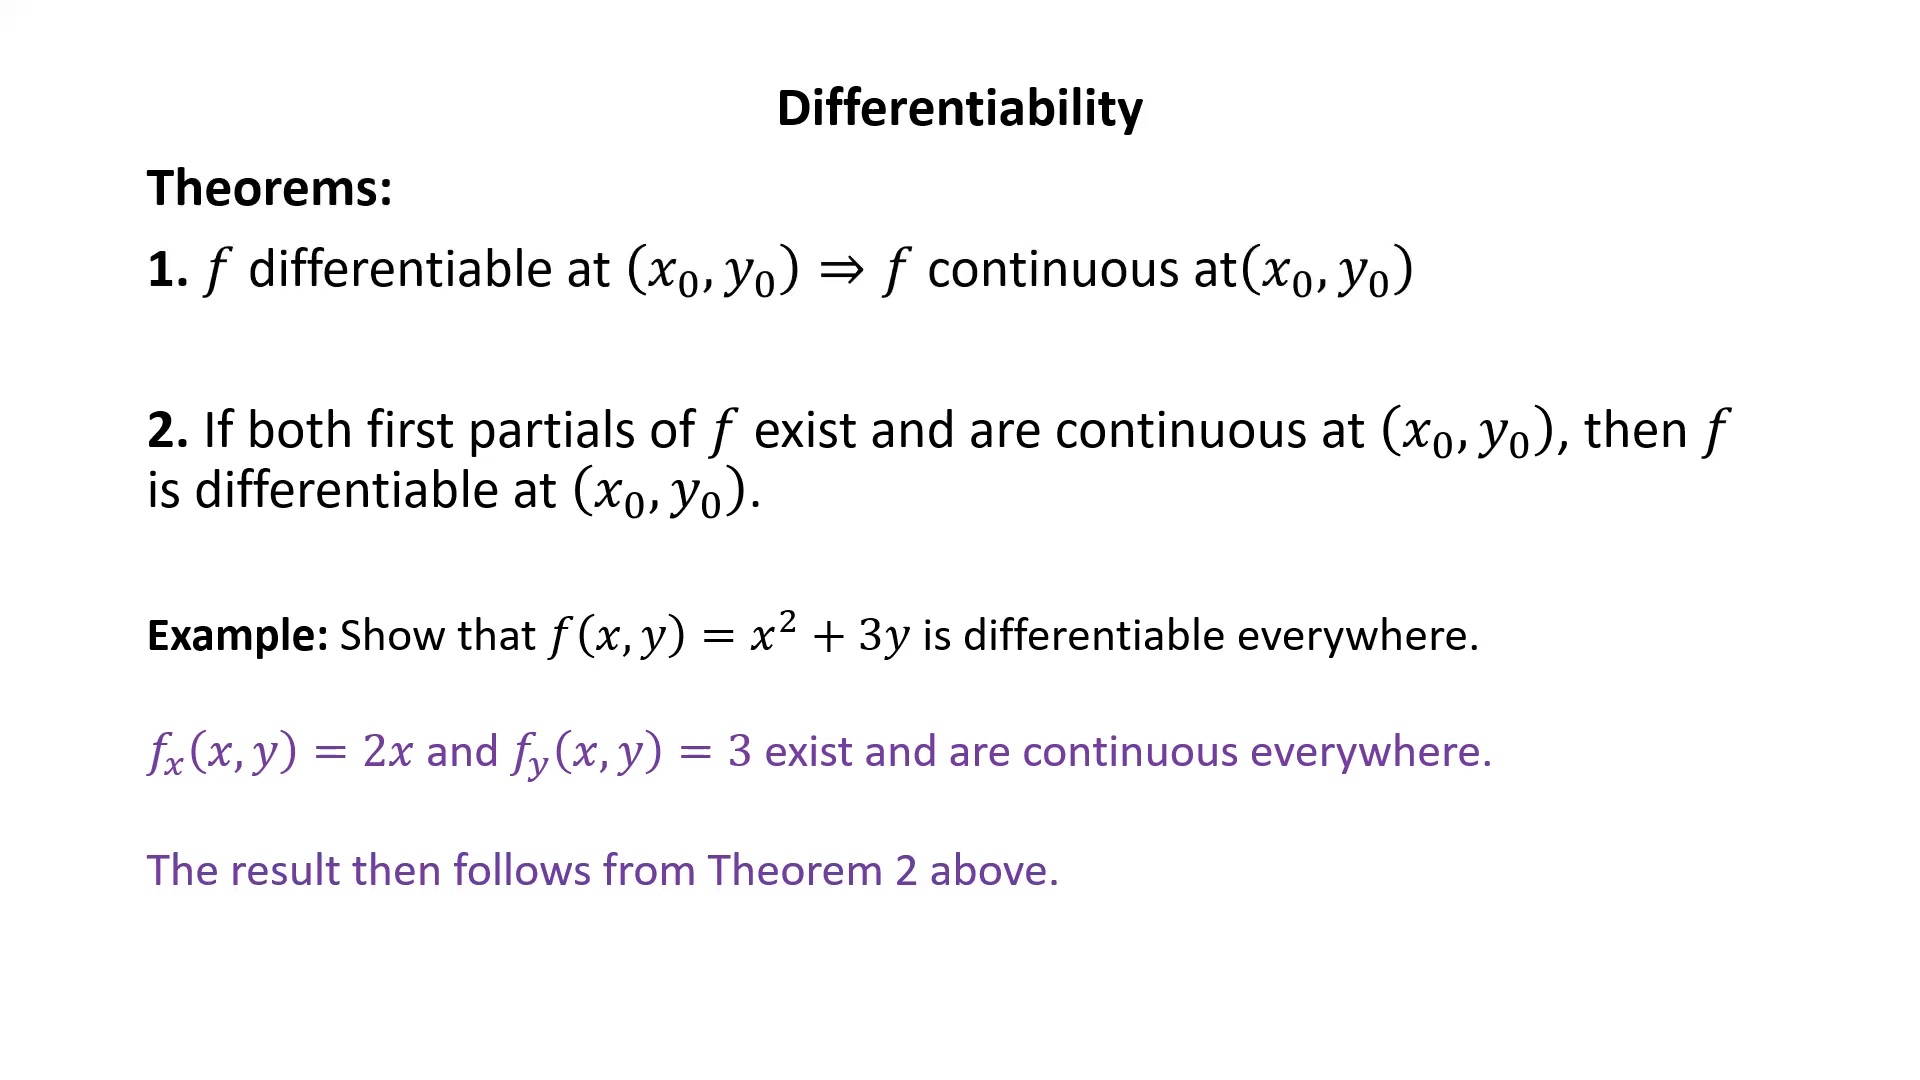 Differentiability
Theorems:
1. 𝑓 differentiable at (𝑥₀, 𝑦₀) ⇒ 𝑓 continuous at(𝑥₀, 𝑦₀)
2. If both first partials of 𝑓 exist and are continuous at (𝑥₀, 𝑦₀), then 𝑓
is differentiable at (𝑥₀, 𝑦₀).
Example: Show that 𝑓(𝑥, 𝑦) = 𝑥² + 3𝑦 is differentiable everywhere.
𝑓ₓ(𝑥, 𝑦) = 2𝑥 and 𝑓_𝑦(𝑥, 𝑦) = 3 exist and are continuous everywhere.
The result then follows from Theorem 2 above.